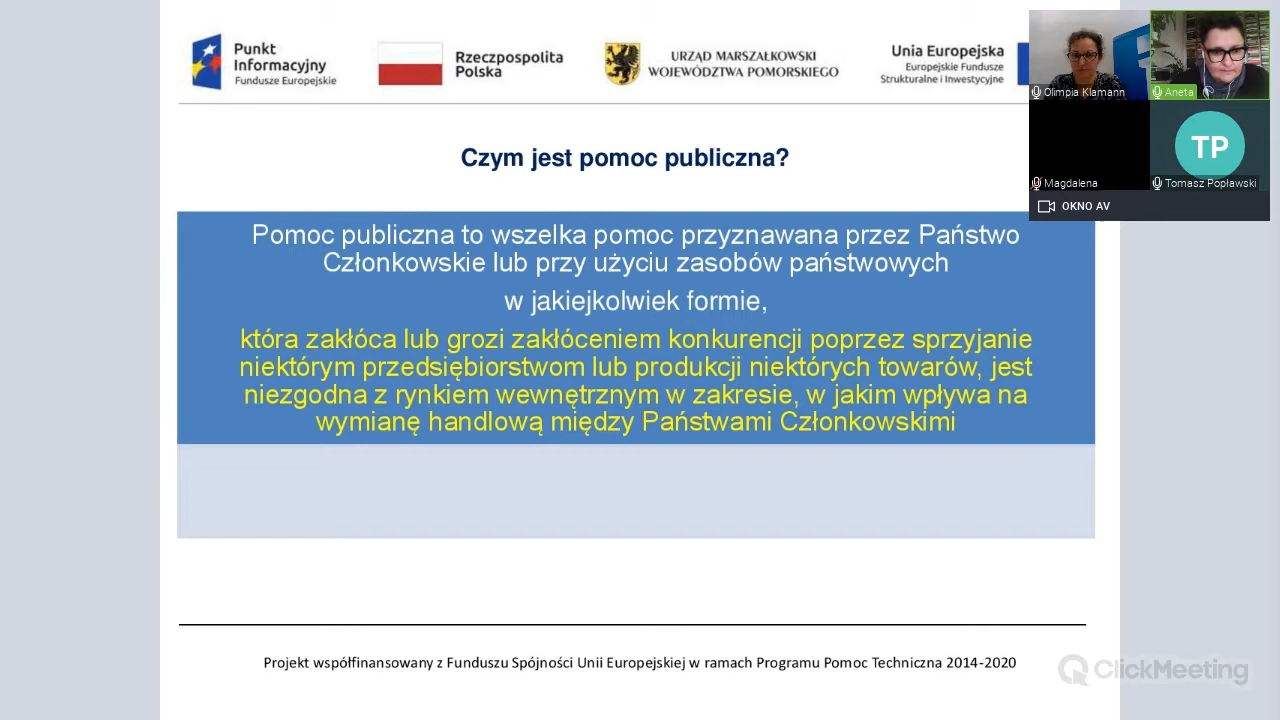 Punkt
Informacyjny
Fundusze Europejskie
Rzeczpospolita
Polska
URZĄD MARSZAŁKOWSKI
WOJEWÓDZTWA POMORSKIEGO
Unia Europejska
Europejskie Fundusze
Strukturalne i Inwestycyjne
Olimpia Klamann
Aneta
TP
Magdalena
Tomasz Popławski
OKNO AV
Czym jest pomoc publiczna?
Pomoc publiczna to wszelka pomoc przyznawana przez Państwo
Członkowskie lub przy użyciu zasobów państwowych
w jakiejkolwiek formie,
która zakłóca lub grozi zakłóceniem konkurencji poprzez sprzyjanie
niektórym przedsiębiorstwom lub produkcji niektórych towarów, jest
niezgodna z rynkiem wewnętrznym w zakresie, w jakim wpływa na
wymianę handlową między Państwami Członkowskimi
Projekt współfinansowany z Funduszu Spójności Unii Europejskiej w ramach Programu Pomoc Techniczna 2014-2020
ClickMeeting